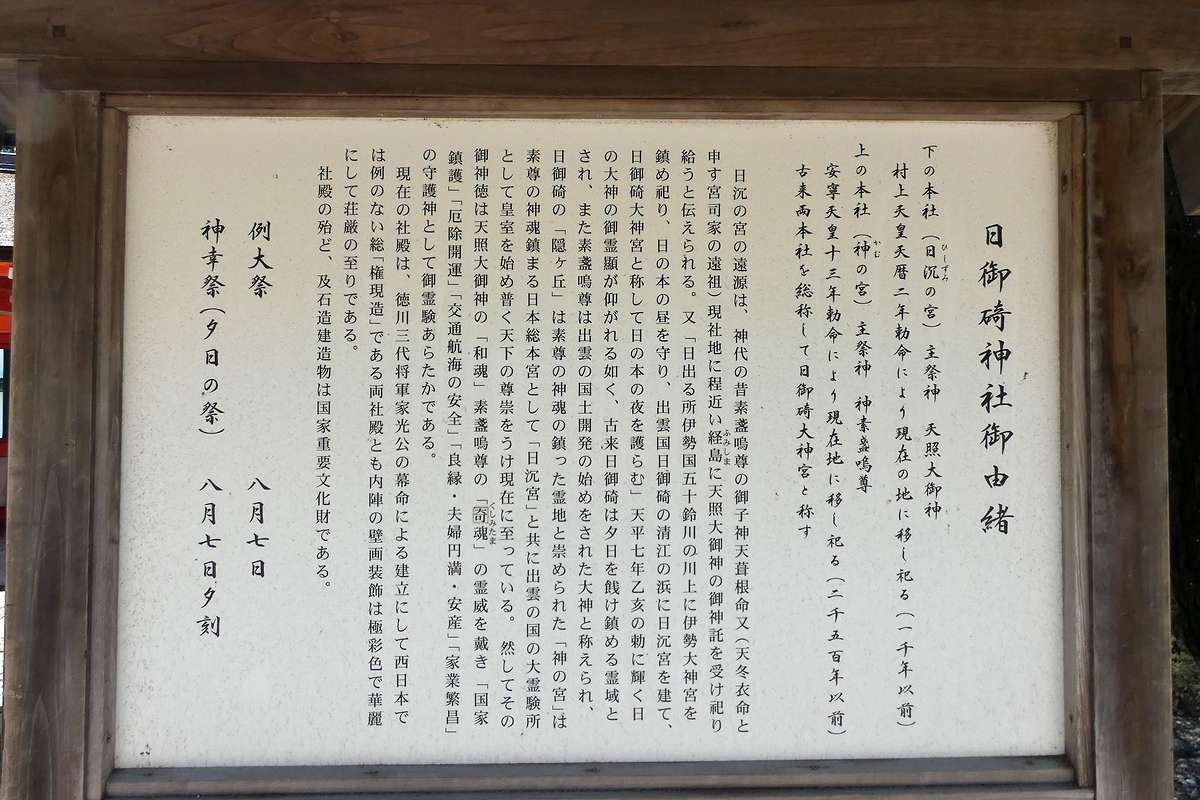 日御碕神社御由緒
下の本社（日沉の宮）　主祭神　天照大御神
ひしずみ
村上天皇天暦二年勅命により現在の地に移し祀る（一千年以前）
上の本社（神の宮）　主祭神　神素盞嗚尊
かむ
安寧天皇十三年勅命により現在地に移し祀る（二千五百年以前）
古来両本社を総称して日御碕大神宮と称す
日沉の宮の遠源は、神代の昔素盞嗚尊の御子神天葺根命又（天冬衣命と
申す宮司家の遠祖）現社地に程近い経島に天照大御神の御神託を受け祀り
ふみしま
給うと伝えられる。又「日出る所伊勢国五十鈴川の川上に伊勢大神宮を
鎮め祀り、日の本の昼を守り、出雲国日御碕の清江の浜に日沉宮を建て、
日御碕大神宮と称して日の本の夜を護らむ」天平七年乙亥の勅に輝く日
の大神の御霊顕が仰がれる如く、古来日御碕は夕日を餞け鎮める霊域と
され、また素盞嗚尊は出雲の国土開発の始めをされた大神と称えられ、
日御碕の「隠ヶ丘」は素尊の神魂の鎮った霊地と崇められた「神の宮」は
素尊の神魂鎮まる日本総本宮として「日沉宮」と共に出雲の国の大霊験所
として皇室を始め普く天下の尊崇をうけ現在に至っている。然してその
御神徳は天照大御神の「和魂」素盞嗚尊の「奇魂」の霊威を戴き「国家
くしみたま
鎮護」「厄除開運」「交通航海の安全」「良縁・夫婦円満・安産」「家業繁昌」
の守護神として御霊験あらたかである。
現在の社殿は、徳川三代将軍家光公の幕命による建立にして西日本で
は例のない総「権現造」である両社殿とも内陣の壁画装飾は極彩色で華麗
にして荘厳の至りである。
社殿の殆ど、及石造建造物は国家重要文化財である。
例大祭　八月七日
神幸祭（夕日の祭）　八月七日夕刻